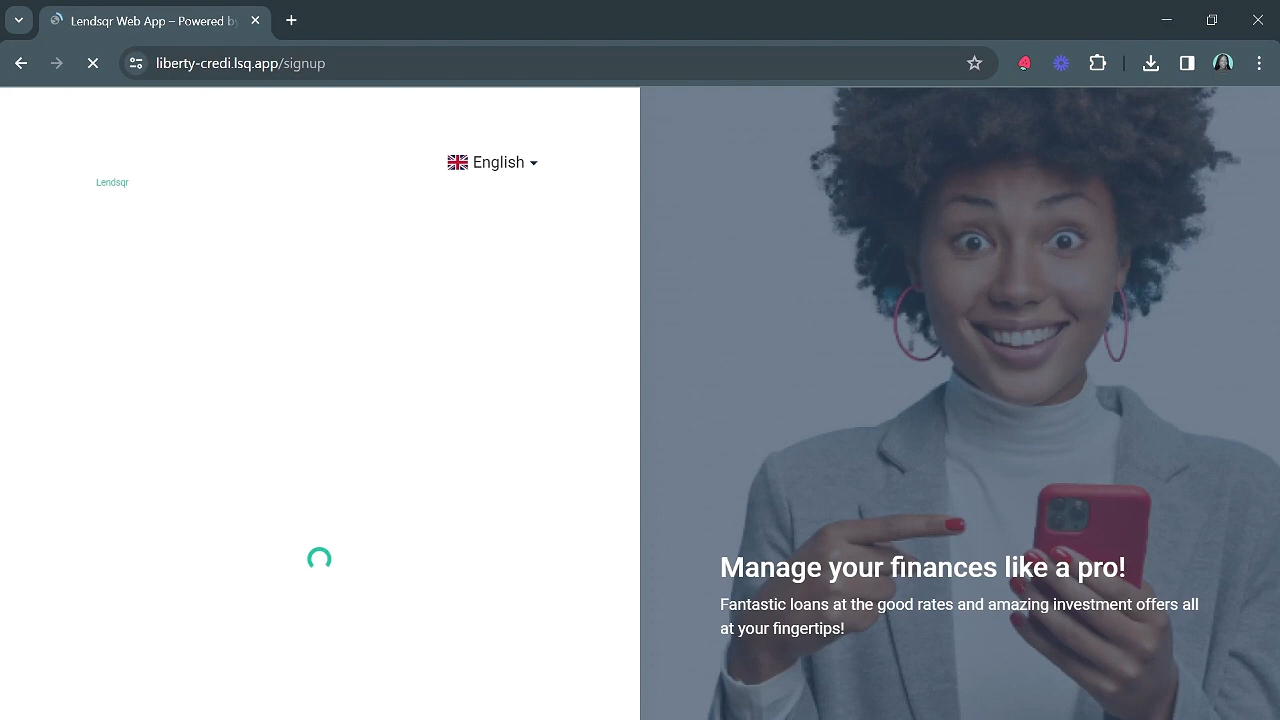 Lendsqr Web App – Powered by
liberty-credi.lsq.app/signup
English
Lendsqr
Manage your finances like a pro!
Fantastic loans at the good rates and amazing investment offers all
at your fingertips!